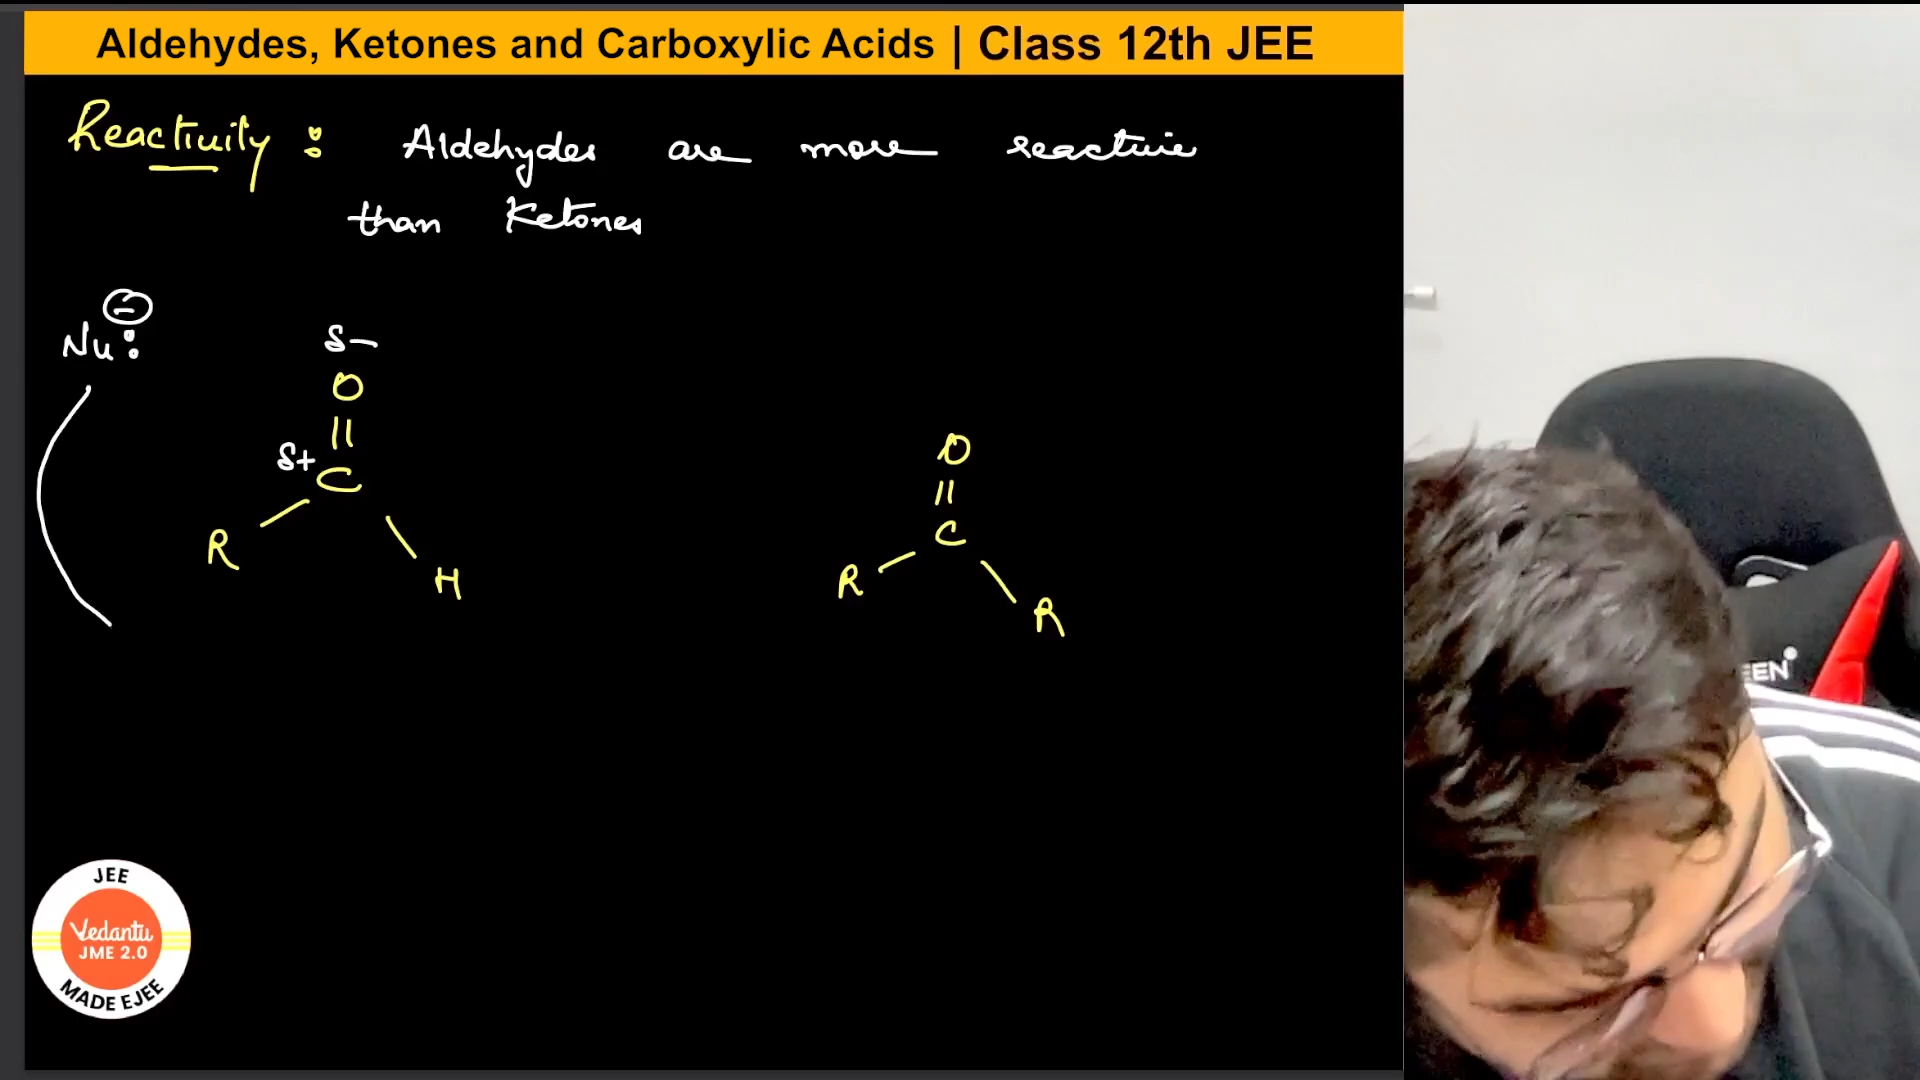 Aldehydes, Ketones and Carboxylic Acids | Class 12th JEE
Reactivity : Aldehydes are more reactive
than Ketones
Nu: −
δ−
O
δ+ C
R
H
O
C
R
R
EEN
JEE
Vedantu
JME 2.0
MADE EJEE